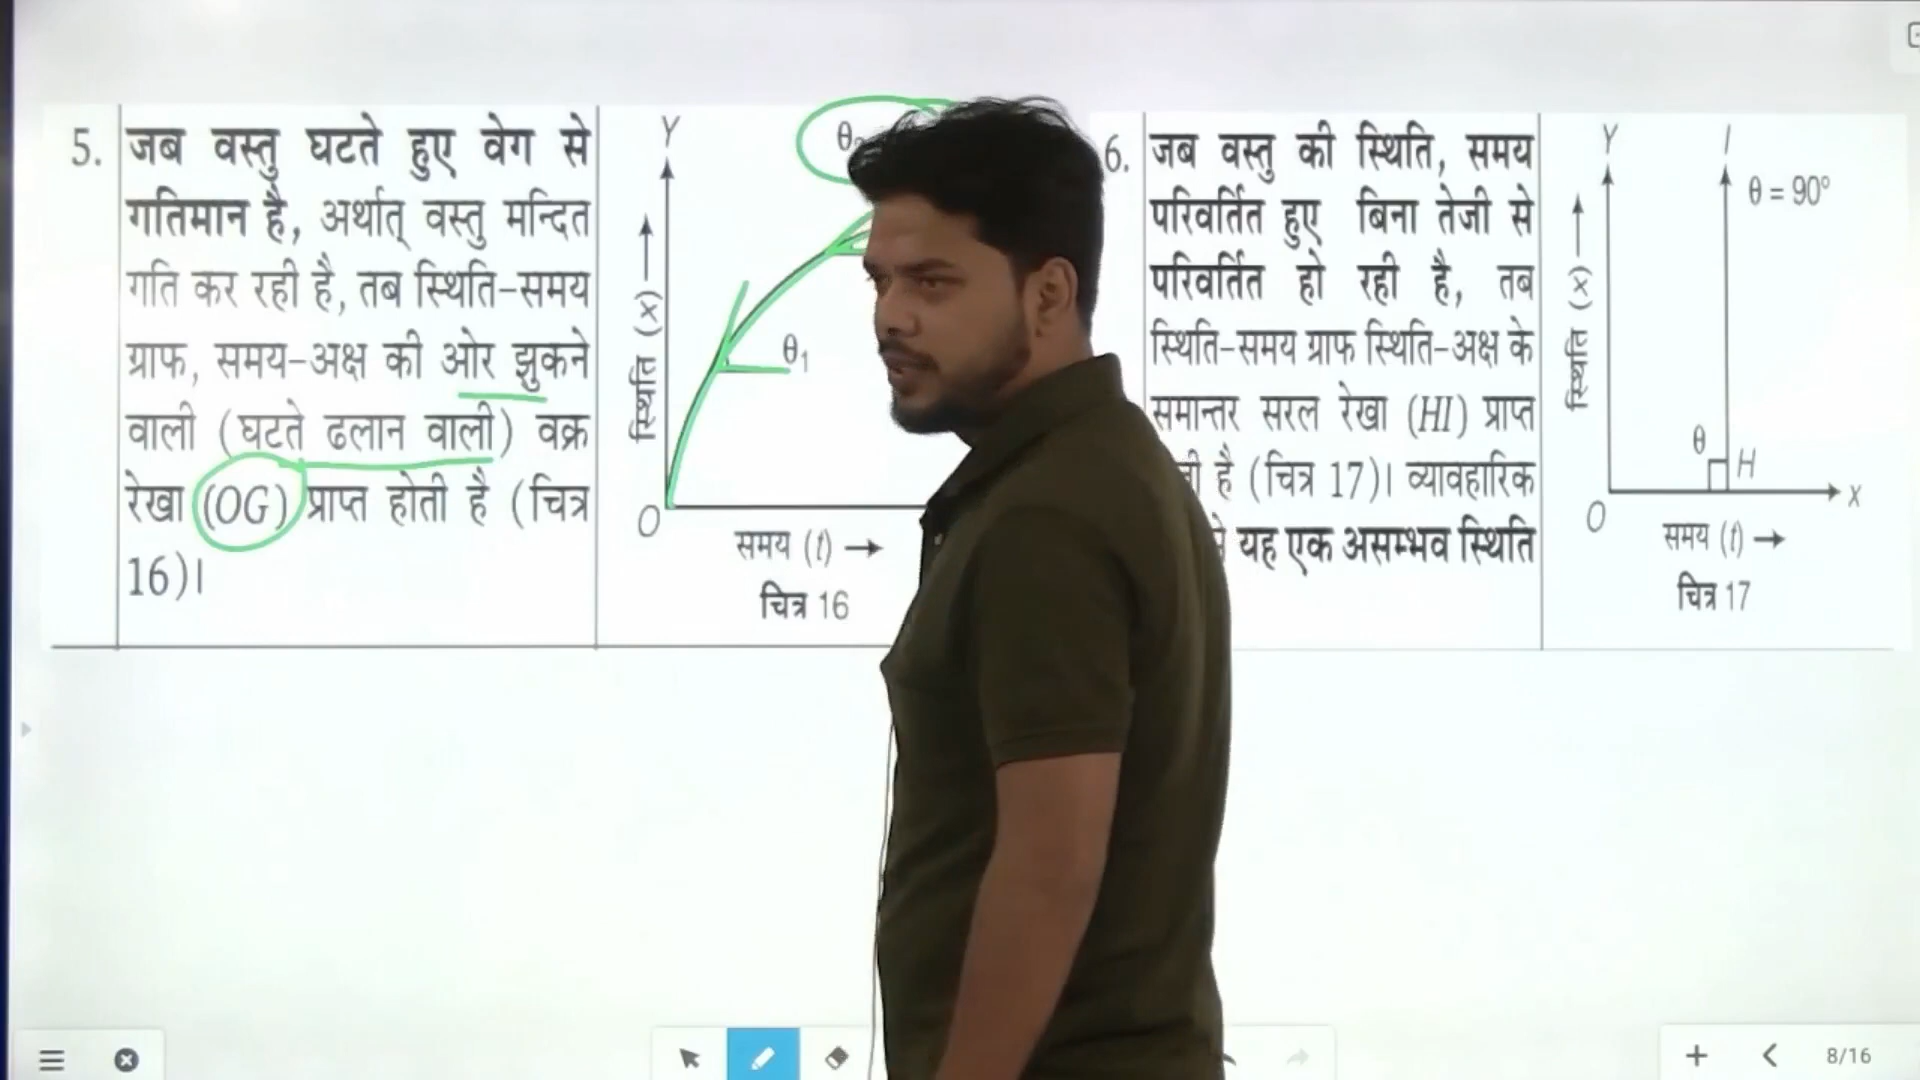 5.
जब वस्तु घटते हुए वेग से
गतिमान है, अर्थात् वस्तु मन्दित
गति कर रही है, तब स्थिति-समय
ग्राफ, समय-अक्ष की ओर झुकने
वाली (घटते ढलान वाली) वक्र
रेखा (OG) प्राप्त होती है (चित्र
16)।
Y
स्थिति (x)
θ₁
O
समय (t)
चित्र 16
6.
जब वस्तु की स्थिति, समय
परिवर्तित हुए बिना तेजी से
परिवर्तित हो रही है, तब
स्थिति-समय ग्राफ स्थिति-अक्ष के
समान्तर सरल रेखा (HI) प्राप्त
है (चित्र 17)। व्यावहारिक
यह एक असम्भव स्थिति
Y
I
θ = 90°
स्थिति (x)
θ
H
O
X
समय (t)
चित्र 17
8/16